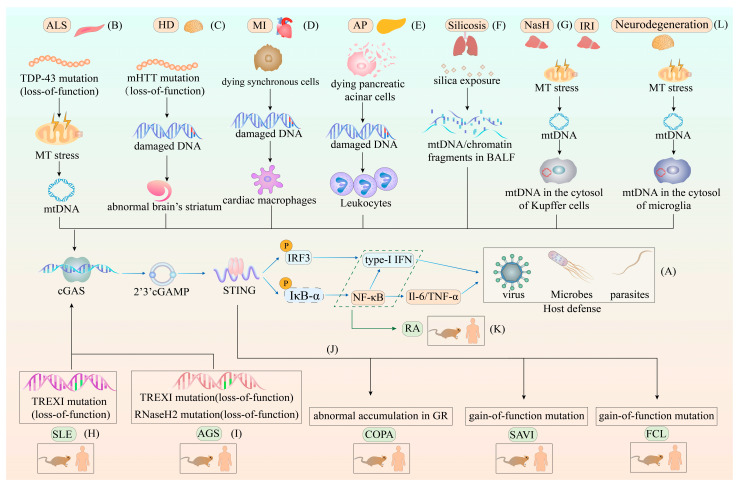 ALS (B) HD (C) MI (D) AP (E) Silicosis (F) NasH (G) IRI Neurodegeneration (L)
TDP-43 mutation
(loss-of-function)
mHTT mutation
(loss-of-function)
dying synchronous cells
dying pancreatic
acinar cells
silica exposure
MT stress
MT stress
MT stress
damaged DNA
damaged DNA
damaged DNA
mtDNA/chromatin
fragments in BALF
mtDNA
mtDNA
mtDNA
abnormal brain's striatum
cardiac macrophages
Leukocytes
mtDNA in the cytosol
of Kupffer cells
mtDNA in the cytosol
of microglia
cGAS
2'3'cGAMP
STING
P
IRF3
type-I IFN
P
IκB-α
NF-κB
Il-6/TNF-α
virus
Microbes
parasites
Host defense
(A)
RA
(K)
(J)
TREXI mutation
(loss-of-function)
TREXI mutation(loss-of-function)
RNaseH2 mutation(loss-of-function)
abnormal accumulation in GR
gain-of-function mutation
gain-of-function mutation
SLE (H) AGS (I) COPA SAVI FCL